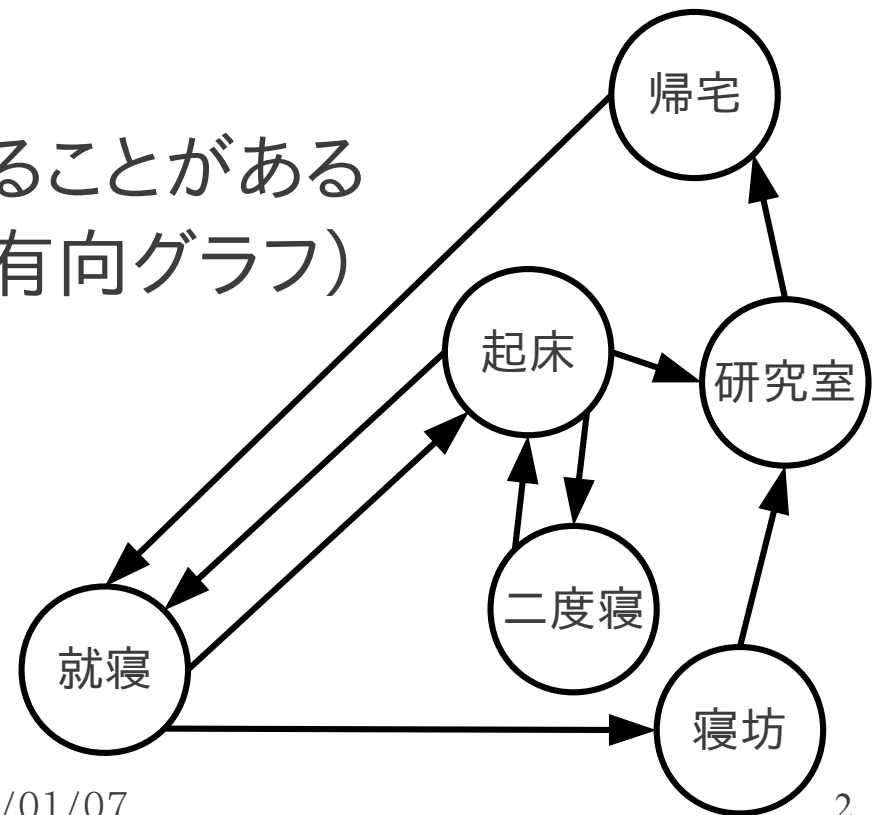 ることがある
有向グラフ)
帰宅
起床
研究室
二度寝
就寝
寝坊
/01/07
2